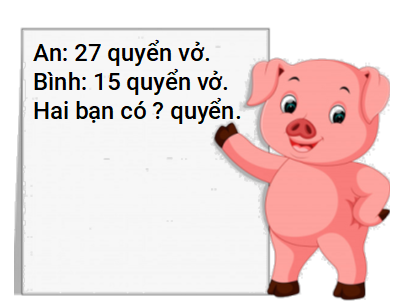 An: 27 quyển vở.
Bình: 15 quyển vở.
Hai bạn có ? quyển.